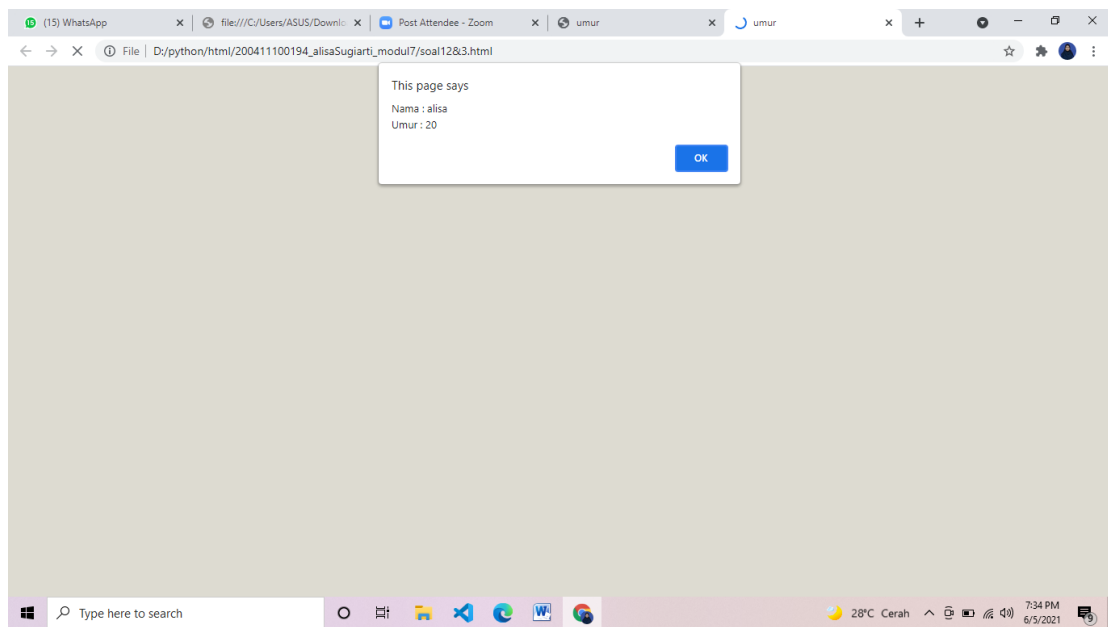 15 (15) WhatsApp
file:///C:/Users/ASUS/Downlo
Post Attendee - Zoom
umur
umur
File | D:/python/html/200411100194_alisaSugiarti_modul7/soal12&3.html
This page says
Nama : alisa
Umur : 20
OK
Type here to search
28°C Cerah
7:34 PM
6/5/2021
9